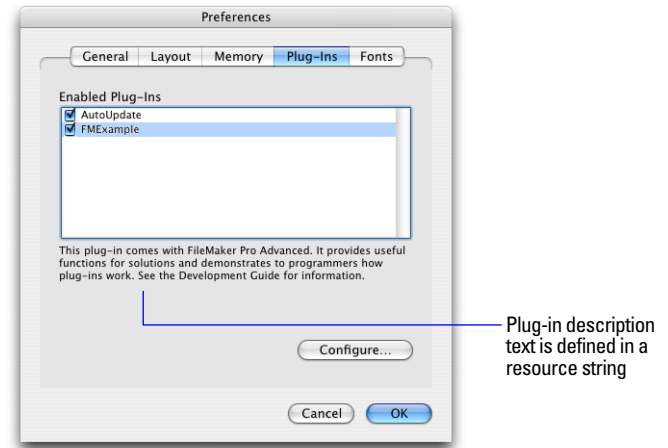 Preferences
General Layout Memory Plug-Ins Fonts
Enabled Plug-Ins
AutoUpdate
FMExample
This plug-in comes with FileMaker Pro Advanced. It provides useful
functions for solutions and demonstrates to programmers how
plug-ins work. See the Development Guide for information.
Plug-in description
text is defined in a
resource string
Configure...
Cancel OK